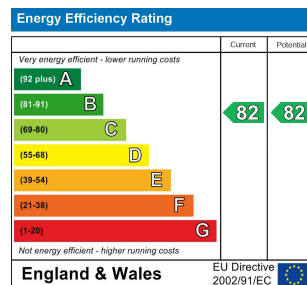 Energy Efficiency Rating
Current Potential
Very energy efficient - lower running costs
(92 plus) A
(81-91) B
82 82
(69-80) C
(55-68) D
(39-54) E
(21-38) F
(1-20) G
Not energy efficient - higher running costs
England & Wales
EU Directive
2002/91/EC